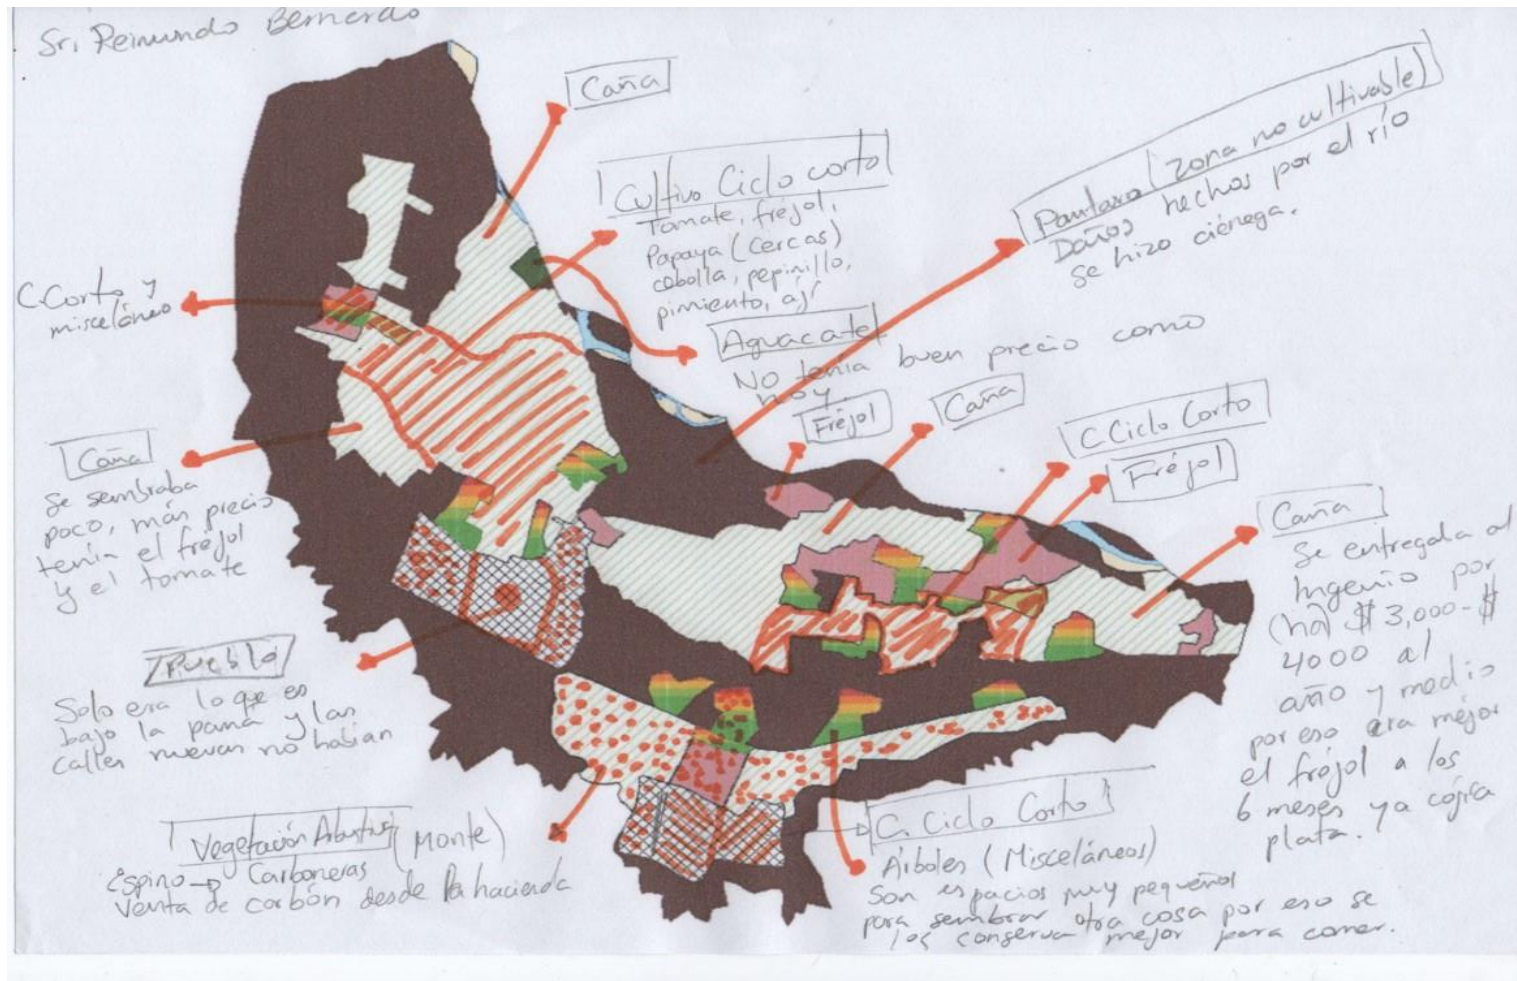 Sr. Reimundo Bernardo
Caña
Cultivo Ciclo corto
Tomate, fréjol,
Papaya (cercas)
cebolla, pepinillo,
pimiento, ají
Pantano (zona no cultivable)
Daños hechos por el río
se hizo ciénega.
C.Corto y
misceláneo
Aguacate
No tenía buen precio como
hoy.
Fréjol
Caña
C Ciclo Corto
Fréjol
Caña
Se sembraba
poco, más precio
tenía el fréjol
y el tomate
Caña
Se entregaba al
Ingenio por
(ha) $ 3,000-$
4000 al
año y medio
por eso era mejor
el fréjol a los
6 meses ya cogía
plata.
Pueblo
Solo era lo que es
bajo la pana y las
calles nuevas no habían
Vegetación Arbustiva (Monte)
Espino → Carboneras
Venta de carbón desde la hacienda
C. Ciclo Corto
Árboles (Misceláneos)
Son espacios muy pequeños
para sembrar otra cosa por eso se
los conserva mejor para comer.